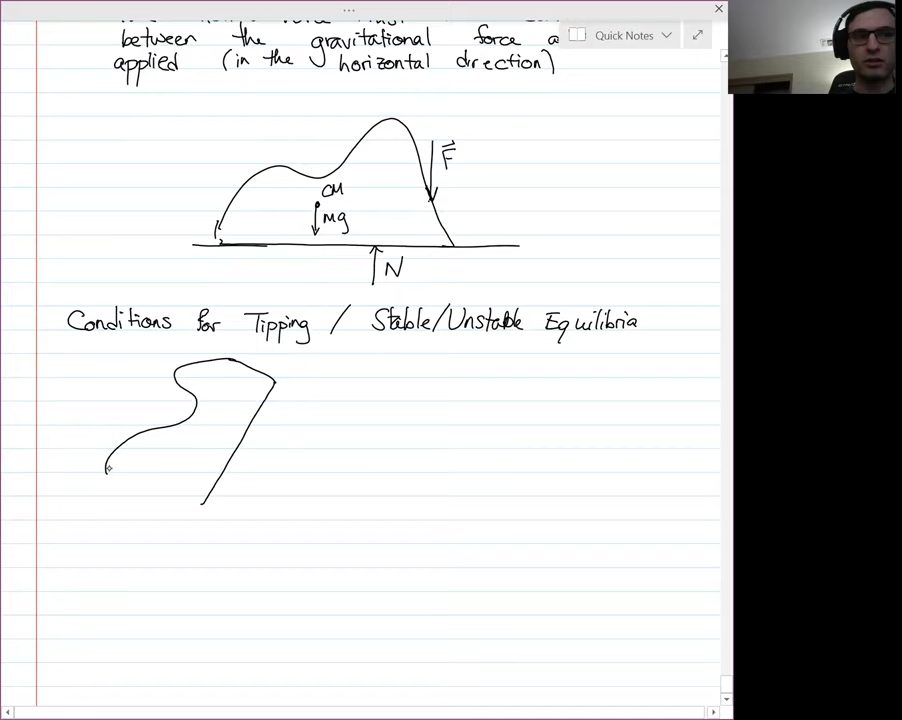 between the gravitational force a
Quick Notes
applied (in the horizontal direction)
F
CM
Mg
N
Conditions for Tipping / Stable/Unstable Equilibria